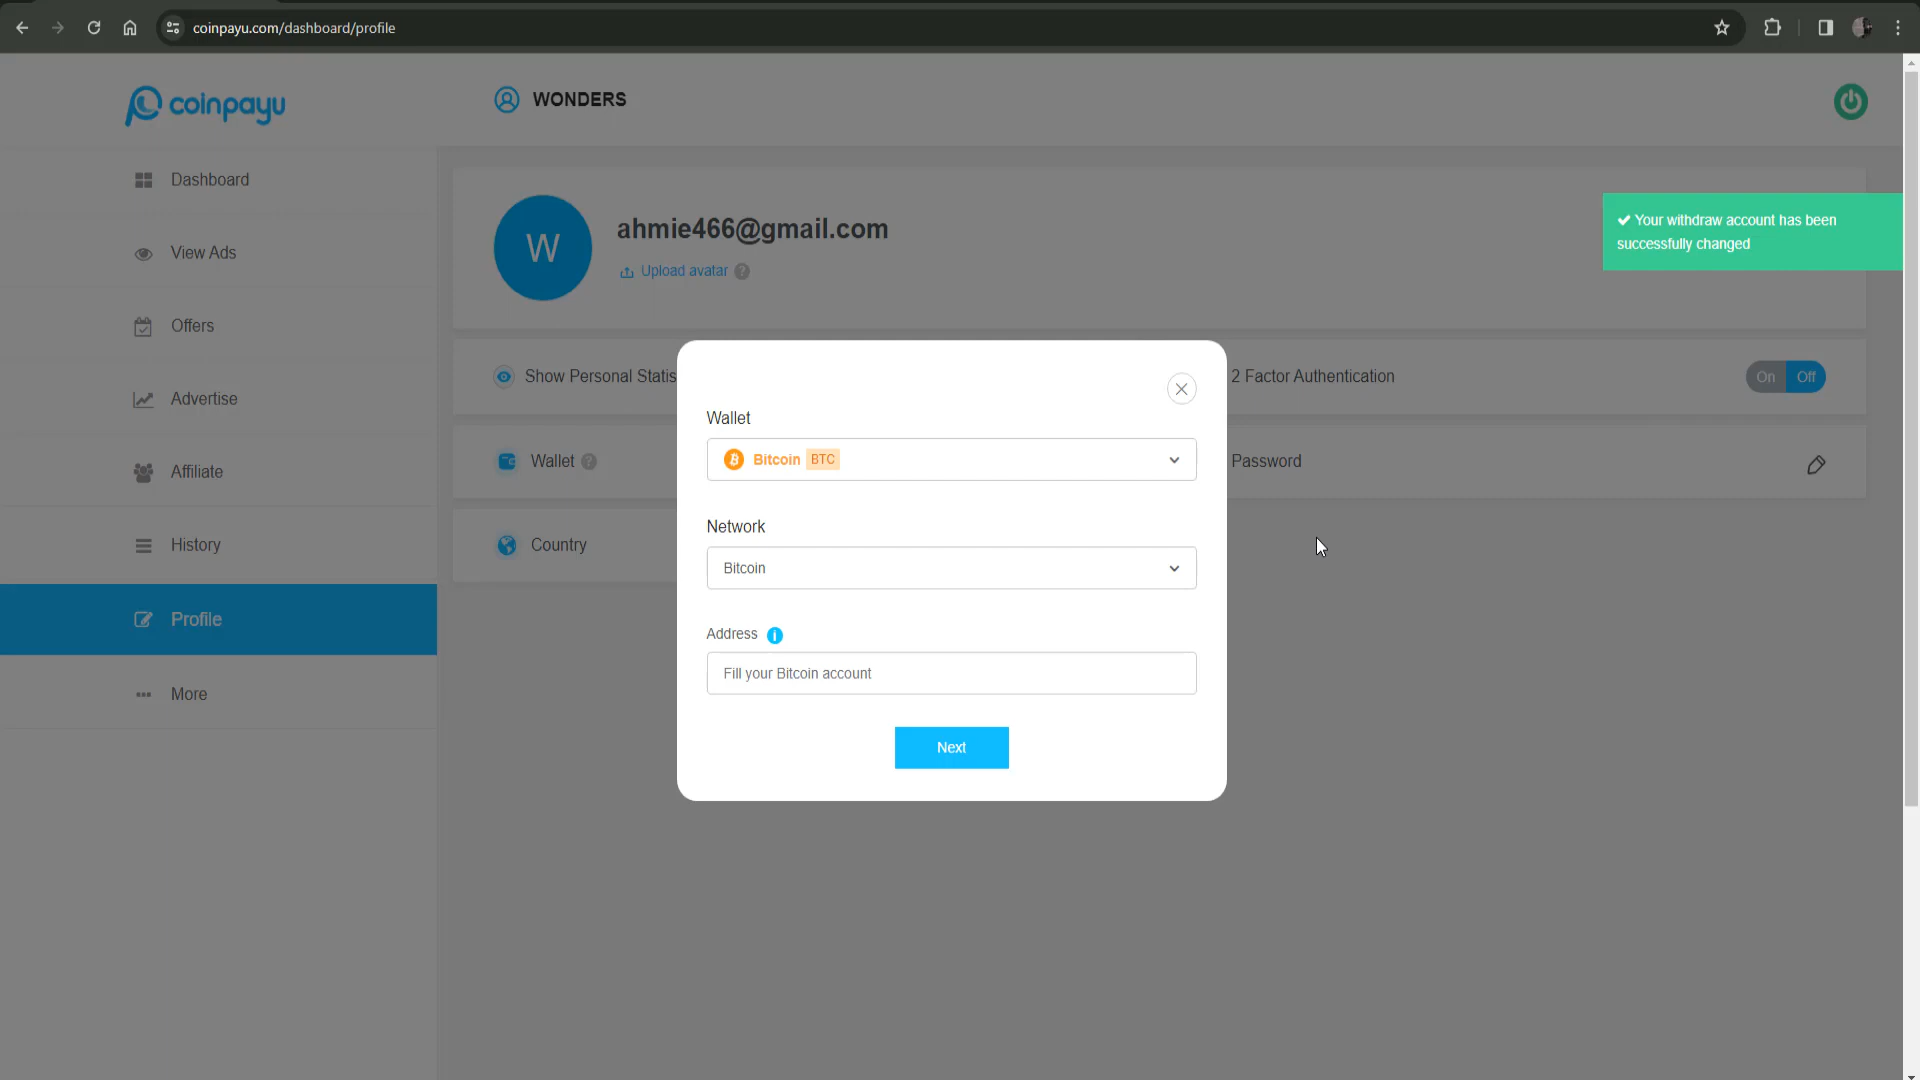 coinpayu.com/dashboard/profile
coinpayu
WONDERS
Dashboard
View Ads
Offers
Advertise
Affiliate
History
Profile
More
W
ahmie466@gmail.com
Upload avatar ?
Your withdraw account has been
successfully changed
Show Personal Statis
2 Factor Authentication
On Off
Wallet ?
Password
Country
Wallet
Bitcoin BTC
Network
Bitcoin
Address i
Fill your Bitcoin account
Next